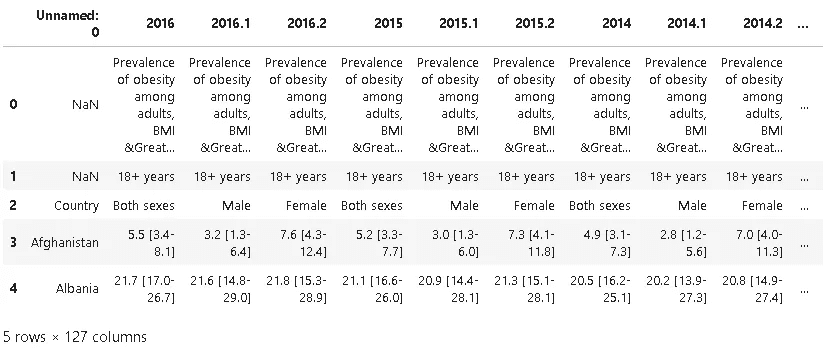 Unnamed: 0 2016 2016.1 2016.2 2015 2015.1 2015.2 2014 2014.1 2014.2 ...
0 NaN Prevalence of obesity among adults, BMI &Great... Prevalence of obesity among adults, BMI &Great... Prevalence of obesity among adults, BMI &Great... Prevalence of obesity among adults, BMI &Great... Prevalence of obesity among adults, BMI &Great... Prevalence of obesity among adults, BMI &Great... Prevalence of obesity among adults, BMI &Great... Prevalence of obesity among adults, BMI &Great... Prevalence of obesity among adults, BMI &Great... ...
1 NaN 18+ years 18+ years 18+ years 18+ years 18+ years 18+ years 18+ years 18+ years 18+ years ...
2 Country Both sexes Male Female Both sexes Male Female Both sexes Male Female ...
3 Afghanistan 5.5 [3.4-8.1] 3.2 [1.3-6.4] 7.6 [4.3-12.4] 5.2 [3.3-7.7] 3.0 [1.3-6.0] 7.3 [4.1-11.8] 4.9 [3.1-7.3] 2.8 [1.2-5.6] 7.0 [4.0-11.3] ...
4 Albania 21.7 [17.0-26.7] 21.6 [14.8-29.0] 21.8 [15.3-28.9] 21.1 [16.6-26.0] 20.9 [14.4-28.1] 21.3 [15.1-28.1] 20.5 [16.2-25.1] 20.2 [13.9-27.3] 20.8 [14.9-27.4] ...
5 rows × 127 columns